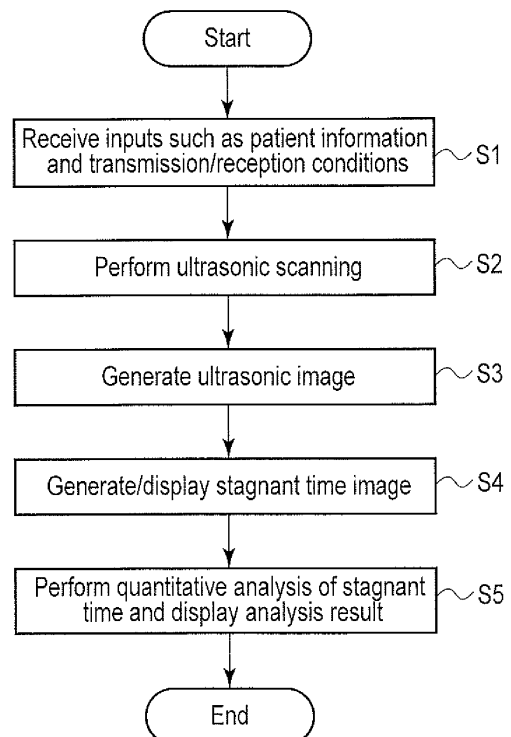 Start
Receive inputs such as patient information
and transmission/reception conditions
S1
Perform ultrasonic scanning
S2
Generate ultrasonic image
S3
Generate/display stagnant time image
S4
Perform quantitative analysis of stagnant
time and display analysis result
S5
End